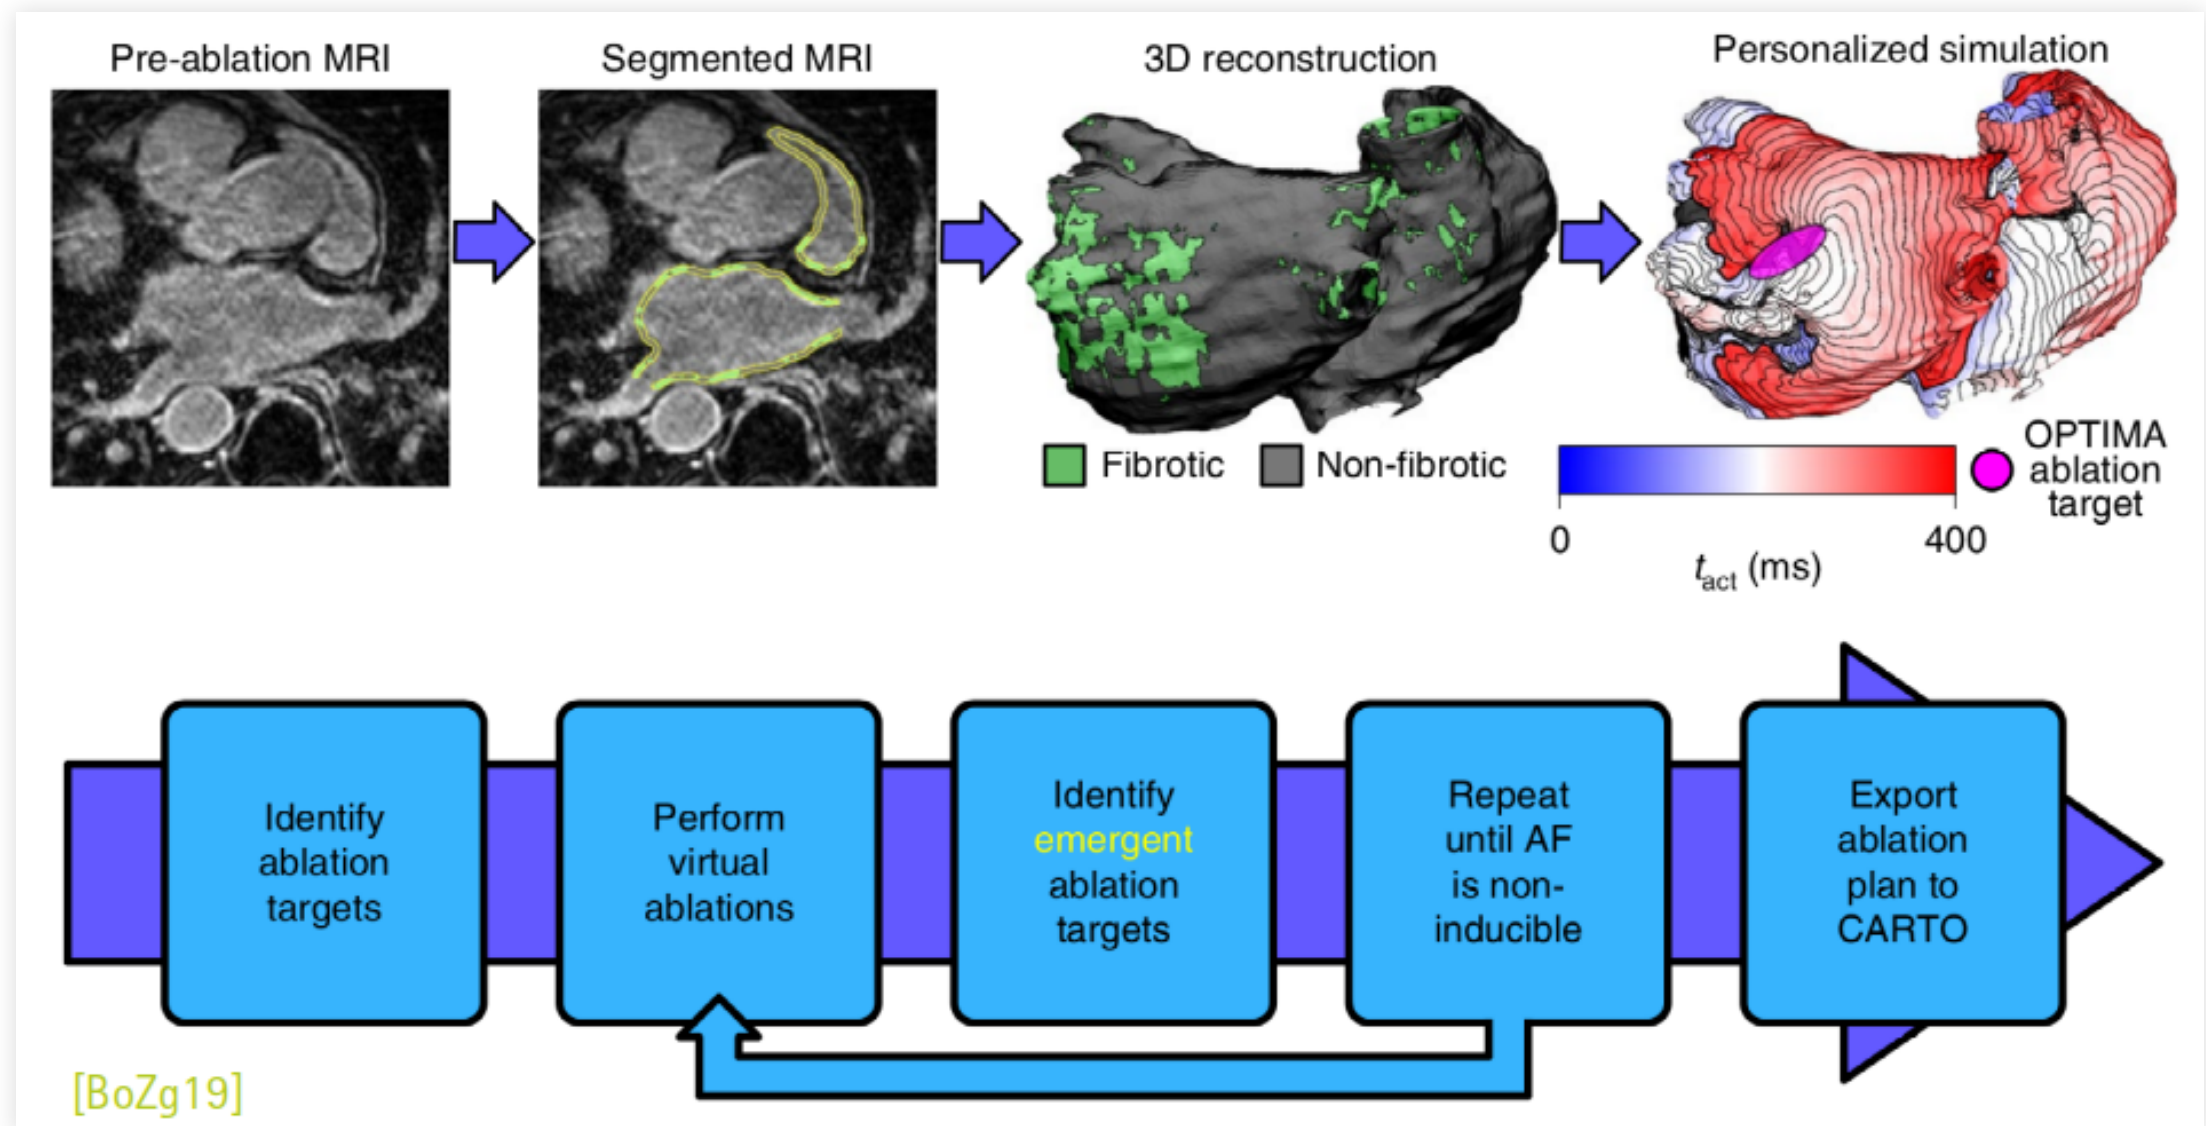 Pre-ablation MRI
Segmented MRI
3D reconstruction
Personalized simulation
Fibrotic
Non-fibrotic
0
400
t_act (ms)
OPTIMA
ablation
target
Identify
ablation
targets
Perform
virtual
ablations
Identify
emergent
ablation
targets
Repeat
until AF
is non-
inducible
Export
ablation
plan to
CARTO
[BoZg19]